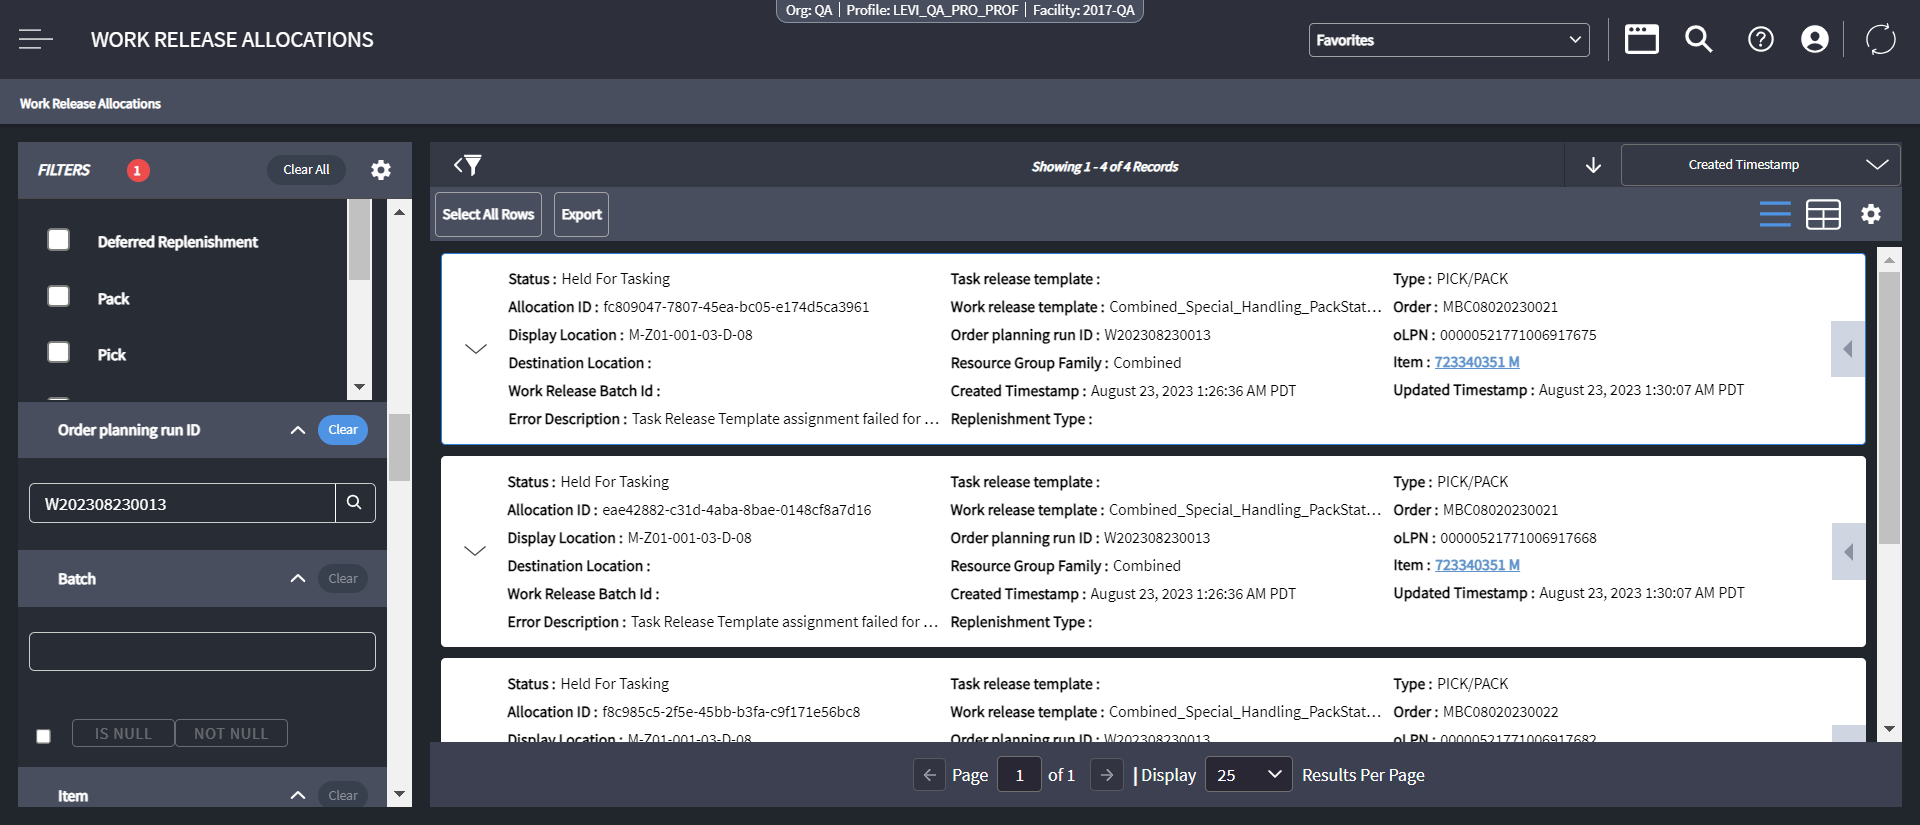 Org: QA | Profile: LEVI_QA_PRO_PROF | Facility: 2017-QA
WORK RELEASE ALLOCATIONS
Favorites
Work Release Allocations
FILTERS 1 Clear All
Deferred Replenishment
Pack
Pick
Order planning run ID Clear
W202308230013
Batch Clear
IS NULL NOT NULL
Item Clear
Showing 1 - 4 of 4 Records
Created Timestamp
Select All Rows Export
Status : Held For Tasking
Allocation ID : fc809047-7807-45ea-bc05-e174d5ca3961
Display Location : M-Z01-001-03-D-08
Destination Location :
Work Release Batch Id :
Error Description : Task Release Template assignment failed for ...
Task release template :
Work release template : Combined_Special_Handling_PackStat...
Order planning run ID : W202308230013
Resource Group Family : Combined
Created Timestamp : August 23, 2023 1:26:36 AM PDT
Replenishment Type :
Type : PICK/PACK
Order : MBC08020230021
oLPN : 00000521771006917675
Item : 723340351 M
Updated Timestamp : August 23, 2023 1:30:07 AM PDT
Status : Held For Tasking
Allocation ID : eae42882-c31d-4aba-8bae-0148cf8a7d16
Display Location : M-Z01-001-03-D-08
Destination Location :
Work Release Batch Id :
Error Description : Task Release Template assignment failed for ...
Task release template :
Work release template : Combined_Special_Handling_PackStat...
Order planning run ID : W202308230013
Resource Group Family : Combined
Created Timestamp : August 23, 2023 1:26:36 AM PDT
Replenishment Type :
Type : PICK/PACK
Order : MBC08020230021
oLPN : 00000521771006917668
Item : 723340351 M
Updated Timestamp : August 23, 2023 1:30:07 AM PDT
Status : Held For Tasking
Allocation ID : f8c985c5-2f5e-45bb-b3fa-c9f171e56bc8
Display Location : M-Z01-001-03-D-08
Task release template :
Work release template : Combined_Special_Handling_PackStat...
Order planning run ID : W202308230013
Type : PICK/PACK
Order : MBC08020230022
oLPN : 00000521771006917682
Page 1 of 1 | Display 25 Results Per Page